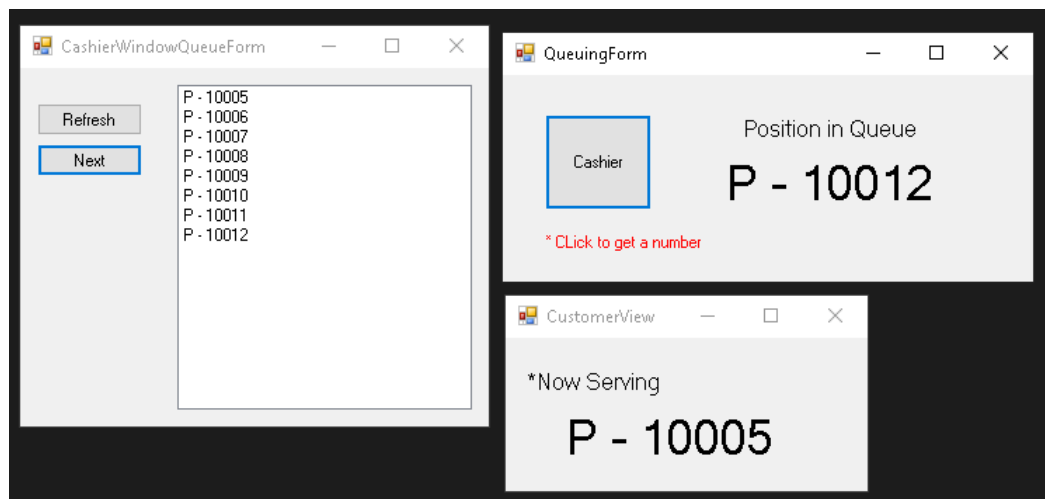 CashierWindowQueueForm
Refresh
Next
P - 10005
P - 10006
P - 10007
P - 10008
P - 10009
P - 10010
P - 10011
P - 10012
QueuingForm
Cashier
Position in Queue
P - 10012
* CLick to get a number
CustomerView
*Now Serving
P - 10005